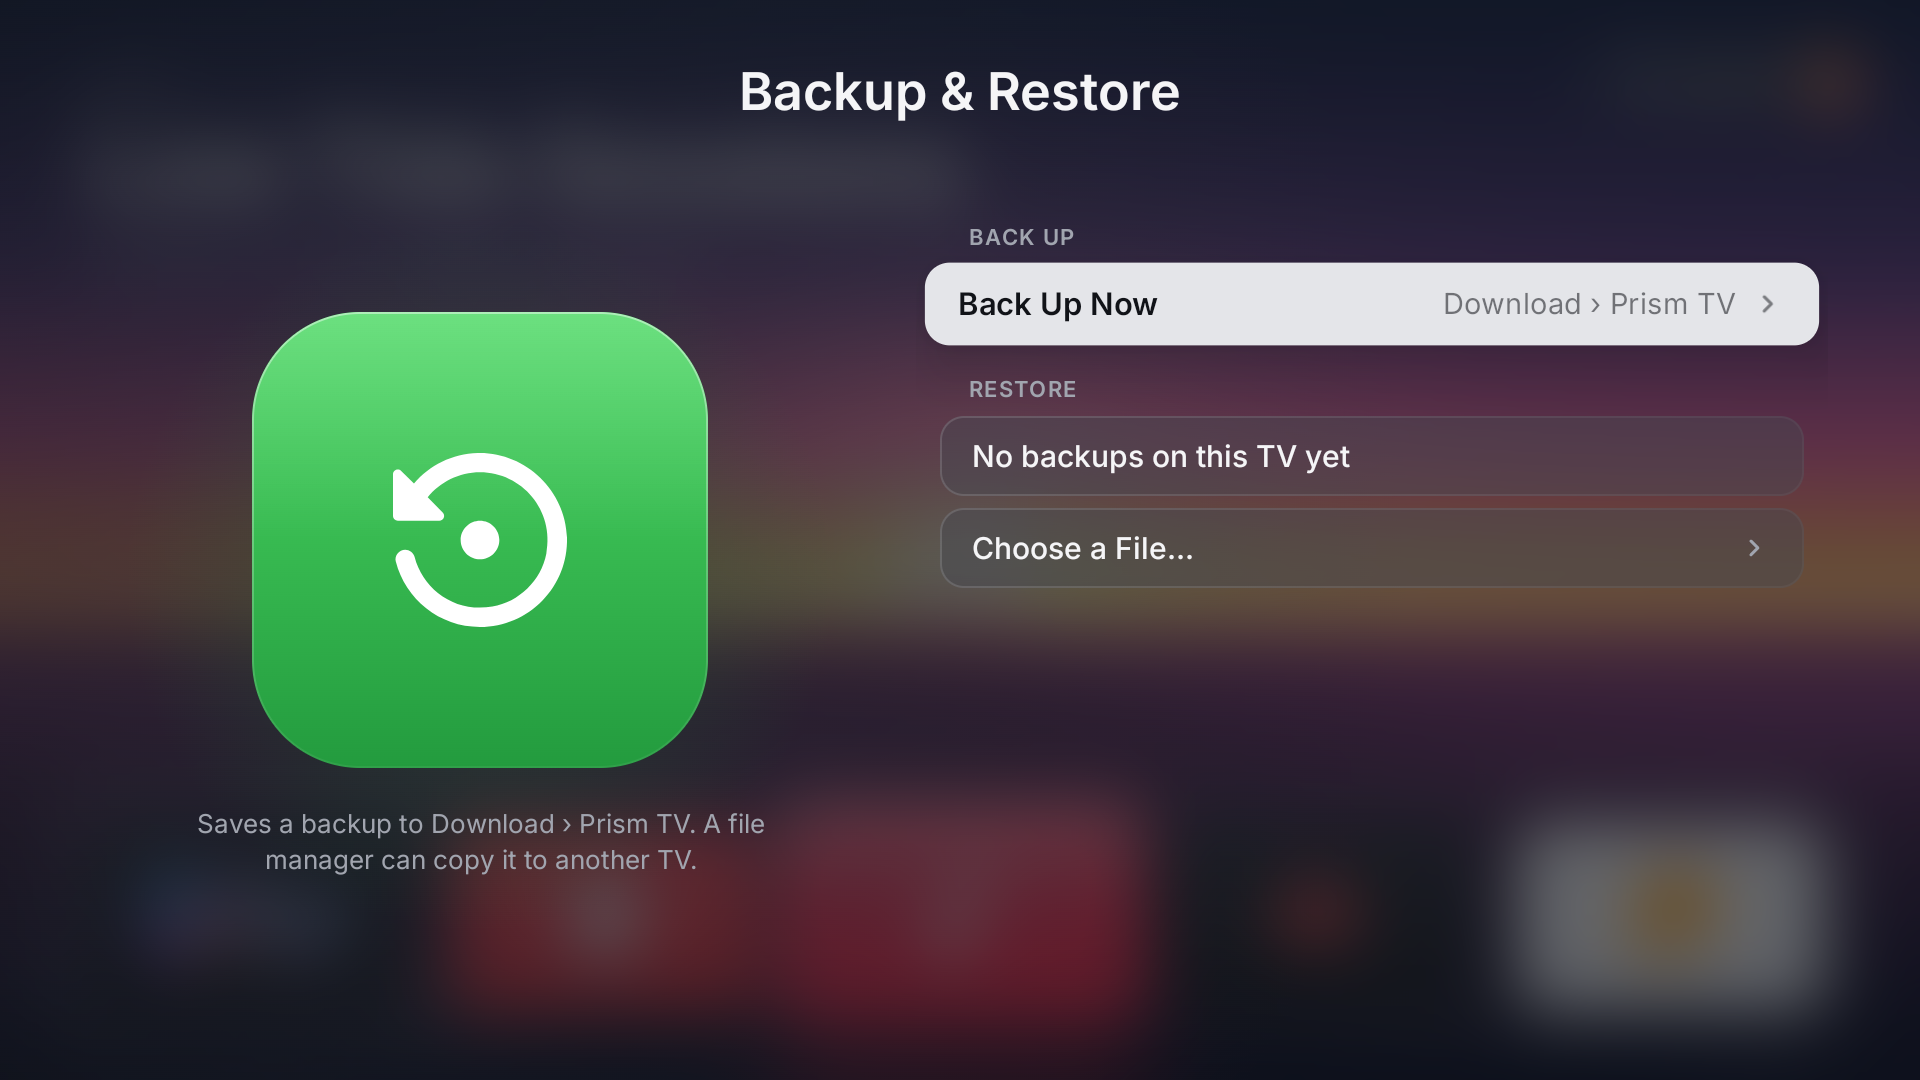 Backup & Restore
BACK UP
Back Up Now
Download › Prism TV
RESTORE
No backups on this TV yet
Choose a File...
Saves a backup to Download › Prism TV. A file
manager can copy it to another TV.